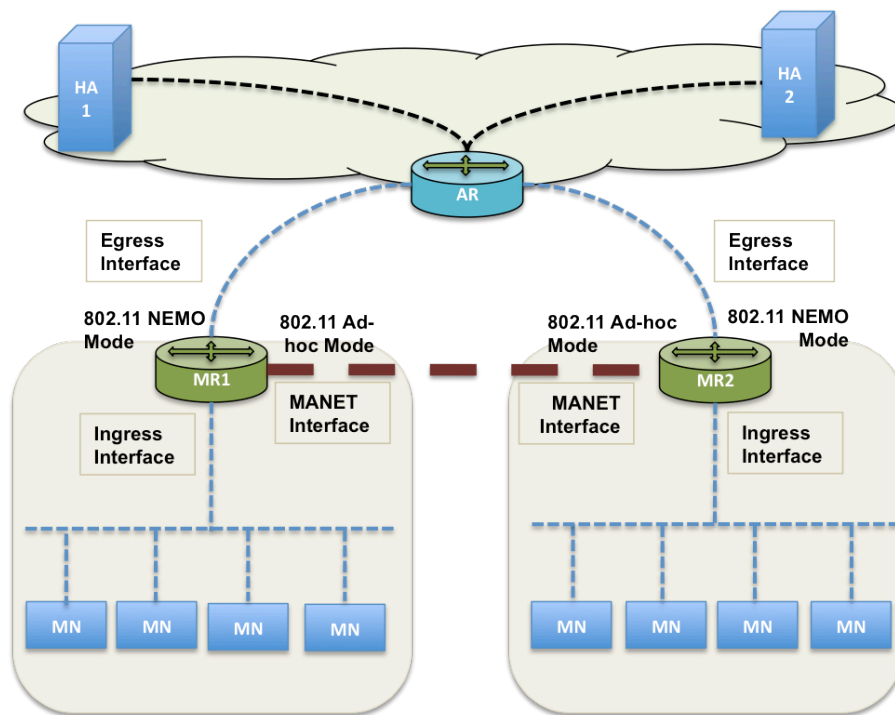 HA
1
HA
2
AR
Egress
Interface
Egress
Interface
802.11 NEMO
Mode
802.11 Ad-
hoc Mode
802.11 Ad-hoc
Mode
802.11 NEMO
Mode
MR1
MR2
MANET
Interface
MANET
Interface
Ingress
Interface
Ingress
Interface
MN
MN
MN
MN
MN
MN
MN
MN